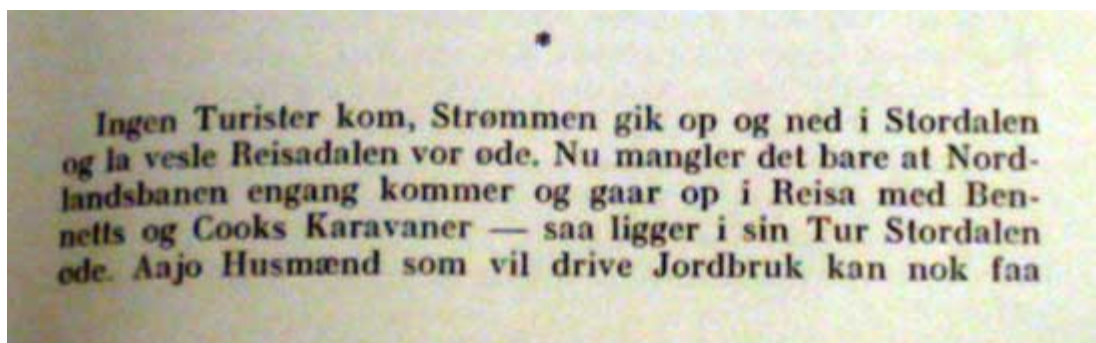 *
Ingen Turister kom, Strømmen gik op og ned i Stordalen
og la vesle Reisadalen vor øde. Nu mangler det bare at Nord-
landsbanen engang kommer og gaar op i Reisa med Ben-
netts og Cooks Karavaner — saa ligger i sin Tur Stordalen
øde. Aajo Husmænd som vil drive Jordbruk kan nok faa